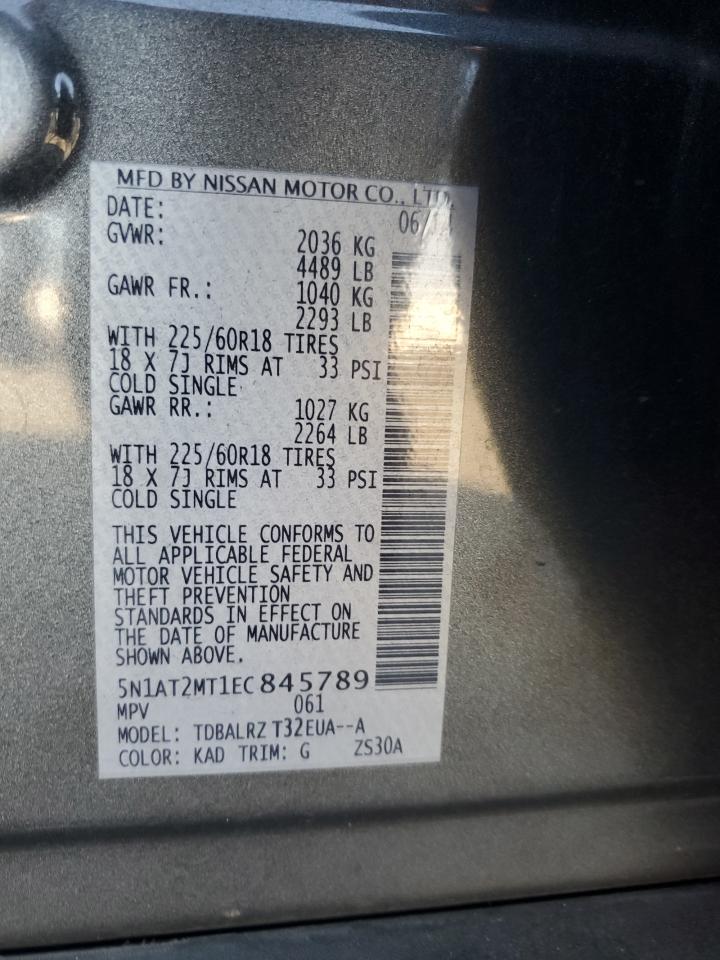 MFD BY NISSAN MOTOR CO., LTD.
DATE: 06/
GVWR: 2036 KG
4489 LB
GAWR FR.: 1040 KG
2293 LB
WITH 225/60R18 TIRES
18 X 7J RIMS AT 33 PSI
COLD SINGLE
GAWR RR.: 1027 KG
2264 LB
WITH 225/60R18 TIRES
18 X 7J RIMS AT 33 PSI
COLD SINGLE
THIS VEHICLE CONFORMS TO
ALL APPLICABLE FEDERAL
MOTOR VEHICLE SAFETY AND
THEFT PREVENTION
STANDARDS IN EFFECT ON
THE DATE OF MANUFACTURE
SHOWN ABOVE.
5N1AT2MT1EC845789
MPV 061
MODEL: TDBALRZ T32EUA--A
COLOR: KAD TRIM: G ZS30A